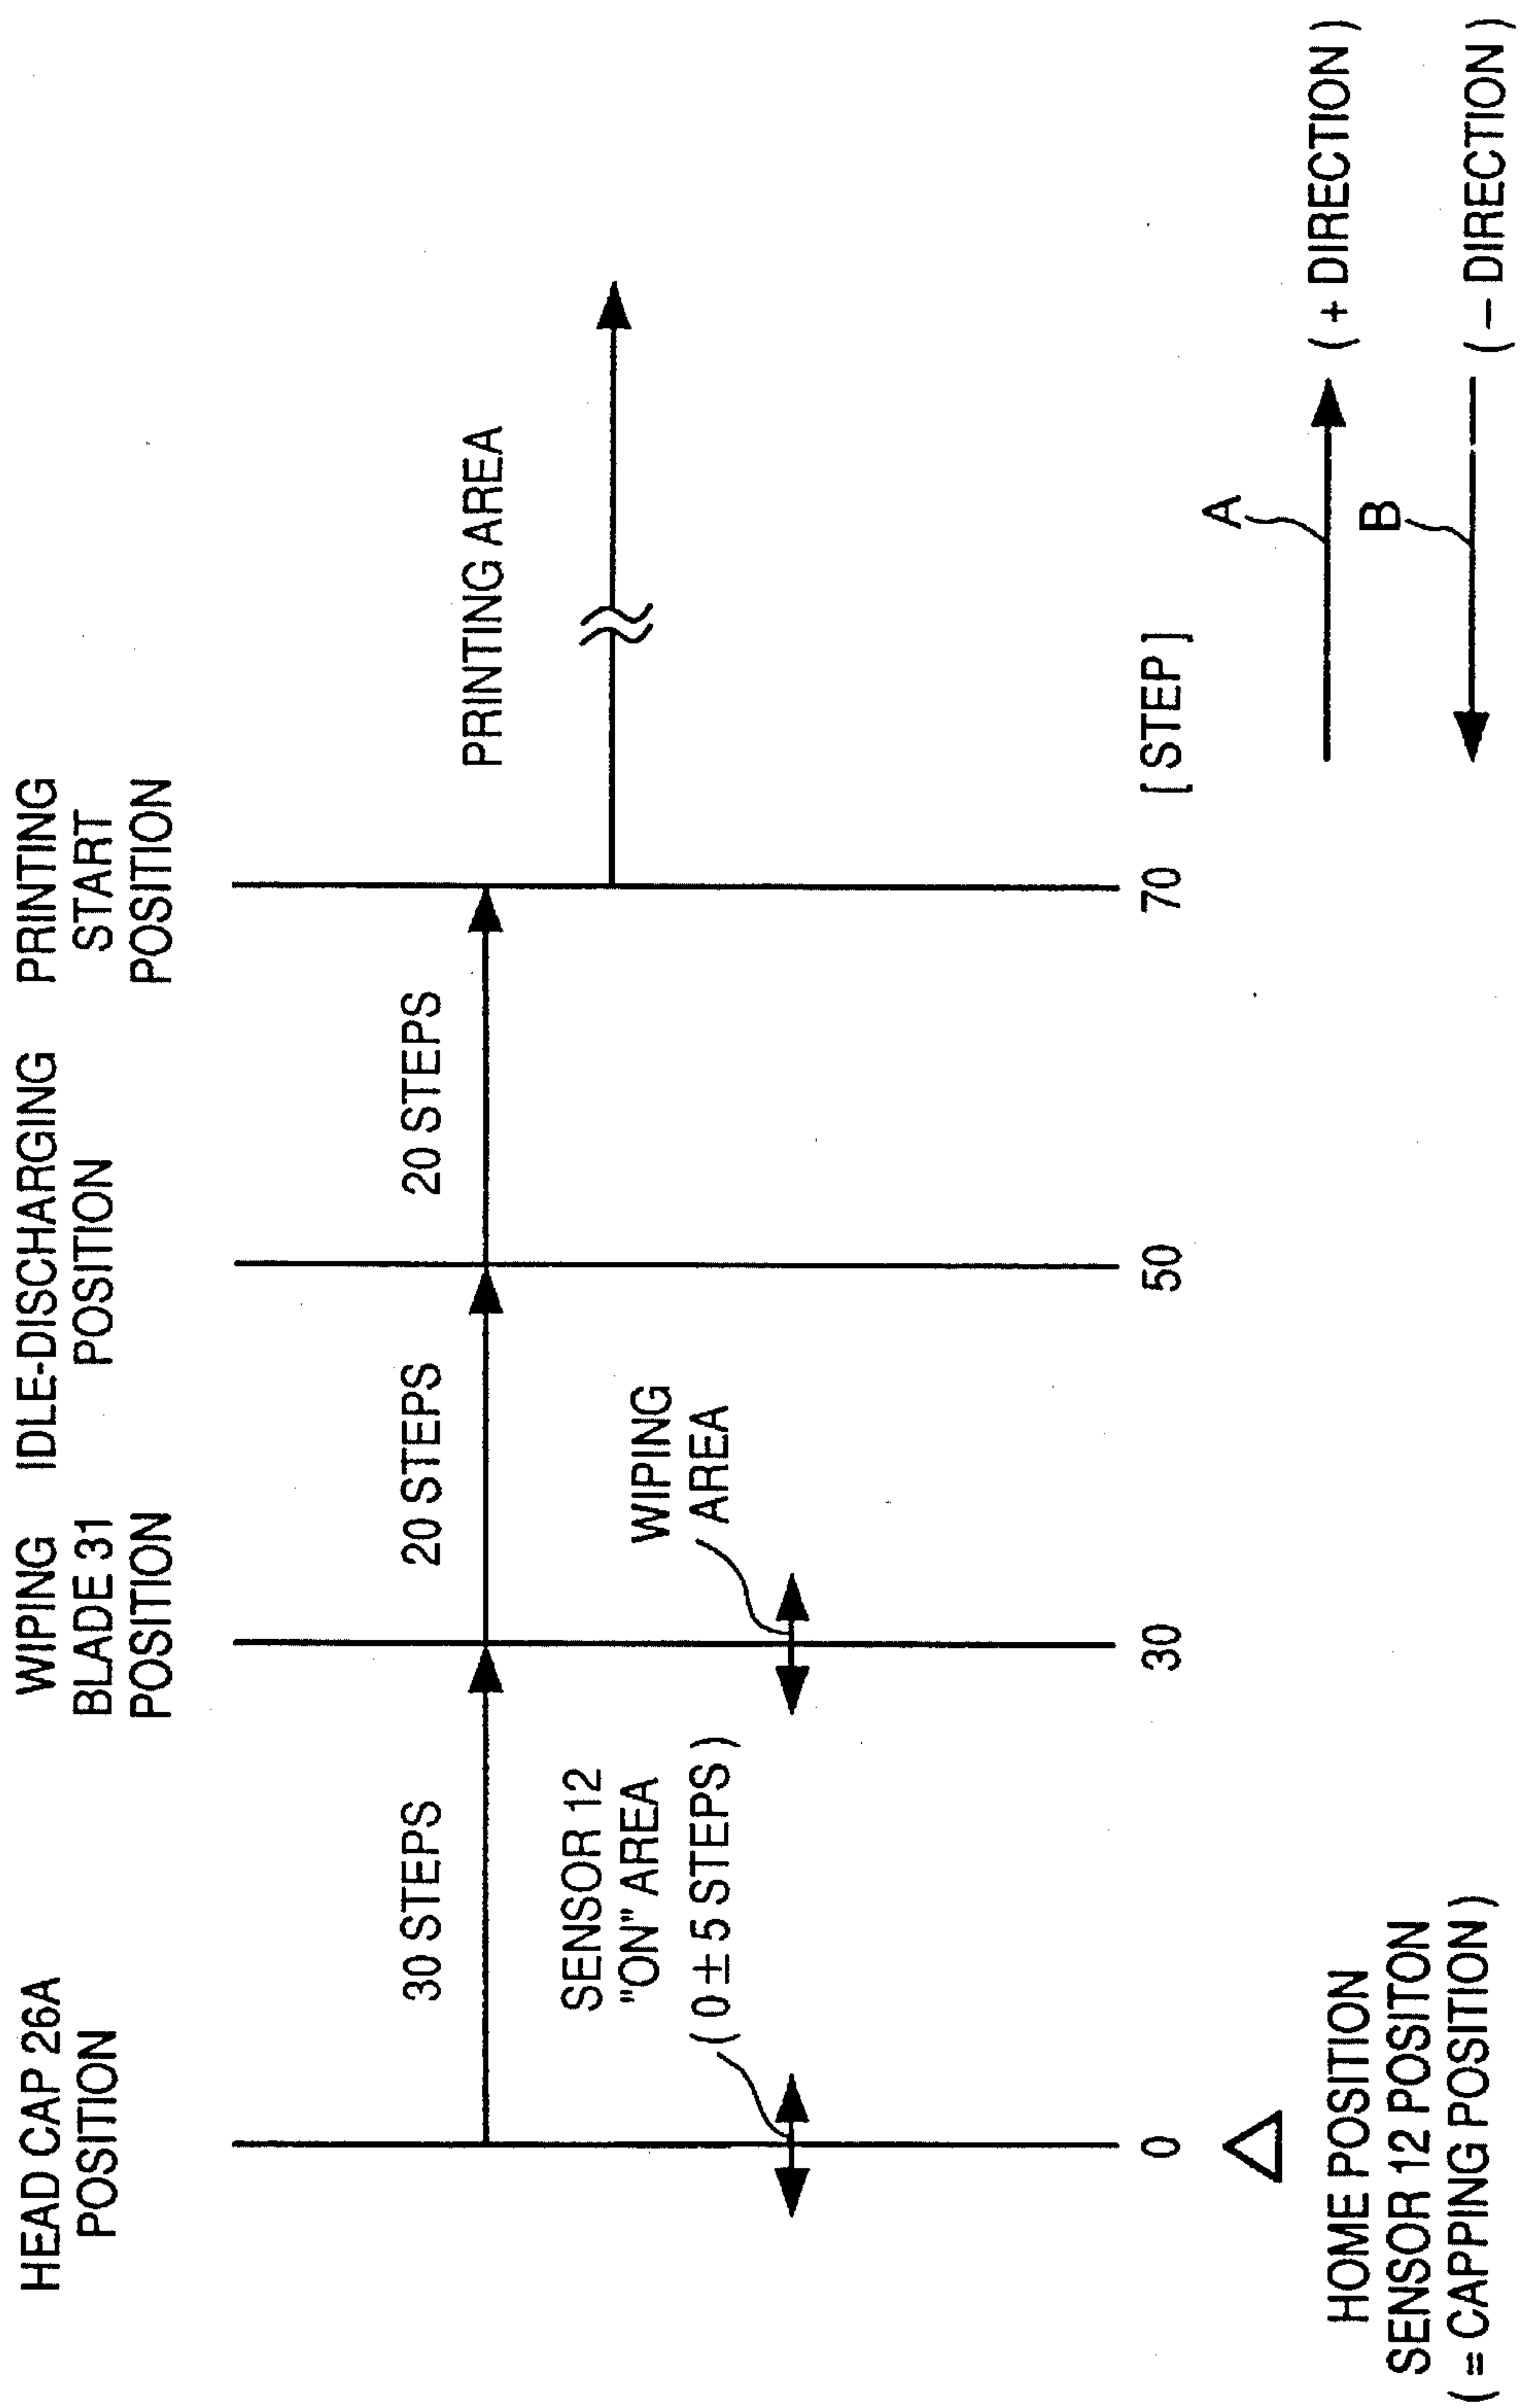 HEAD CAP 26A
POSITION
WIPING
BLADE 31
POSITION
IDLE-DISCHARGING
POSITION
PRINTING
START
POSITION
30 STEPS
20 STEPS
20 STEPS
PRINTING AREA
SENSOR 12
"ON" AREA
( 0 ± 5 STEPS )
WIPING
AREA
0
30
50
70
[ STEP ]
HOME POSITION
SENSOR 12 POSITON
( = CAPPING POSITION )
A
( + DIRECTION )
B
( − DIRECTION )